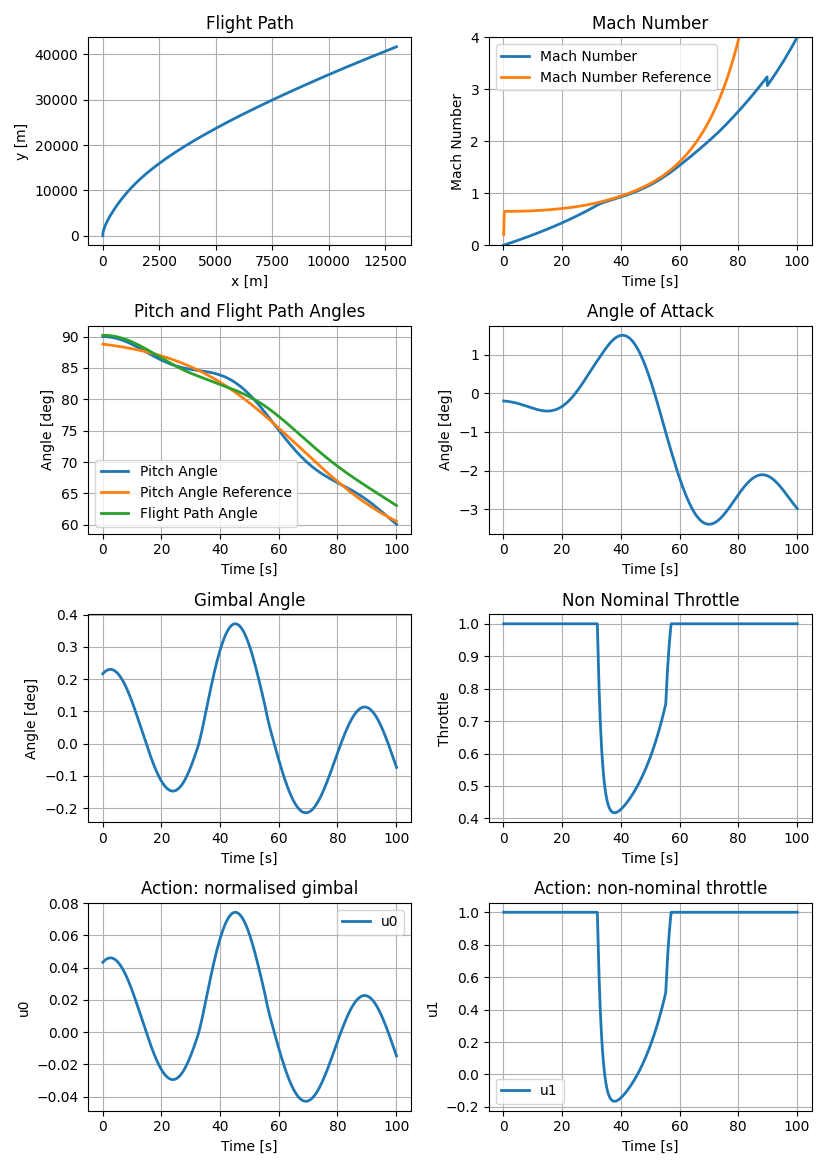 Flight Path
40000
30000
20000
10000
0
y [m]
0 2500 5000 7500 10000 12500
x [m]
Mach Number
4
3
2
1
0
Mach Number
Mach Number
Mach Number Reference
0 20 40 60 80 100
Time [s]
Pitch and Flight Path Angles
90
85
80
75
70
65
60
Angle [deg]
Pitch Angle
Pitch Angle Reference
Flight Path Angle
0 20 40 60 80 100
Time [s]
Angle of Attack
1
0
−1
−2
−3
Angle [deg]
0 20 40 60 80 100
Time [s]
Gimbal Angle
0.4
0.3
0.2
0.1
0.0
−0.1
−0.2
Angle [deg]
0 20 40 60 80 100
Time [s]
Non Nominal Throttle
1.0
0.9
0.8
0.7
0.6
0.5
0.4
Throttle
0 20 40 60 80 100
Time [s]
Action: normalised gimbal
0.08
0.06
0.04
0.02
0.00
−0.02
−0.04
u0
u0
0 20 40 60 80 100
Time [s]
Action: non-nominal throttle
1.0
0.8
0.6
0.4
0.2
0.0
−0.2
u1
u1
0 20 40 60 80 100
Time [s]